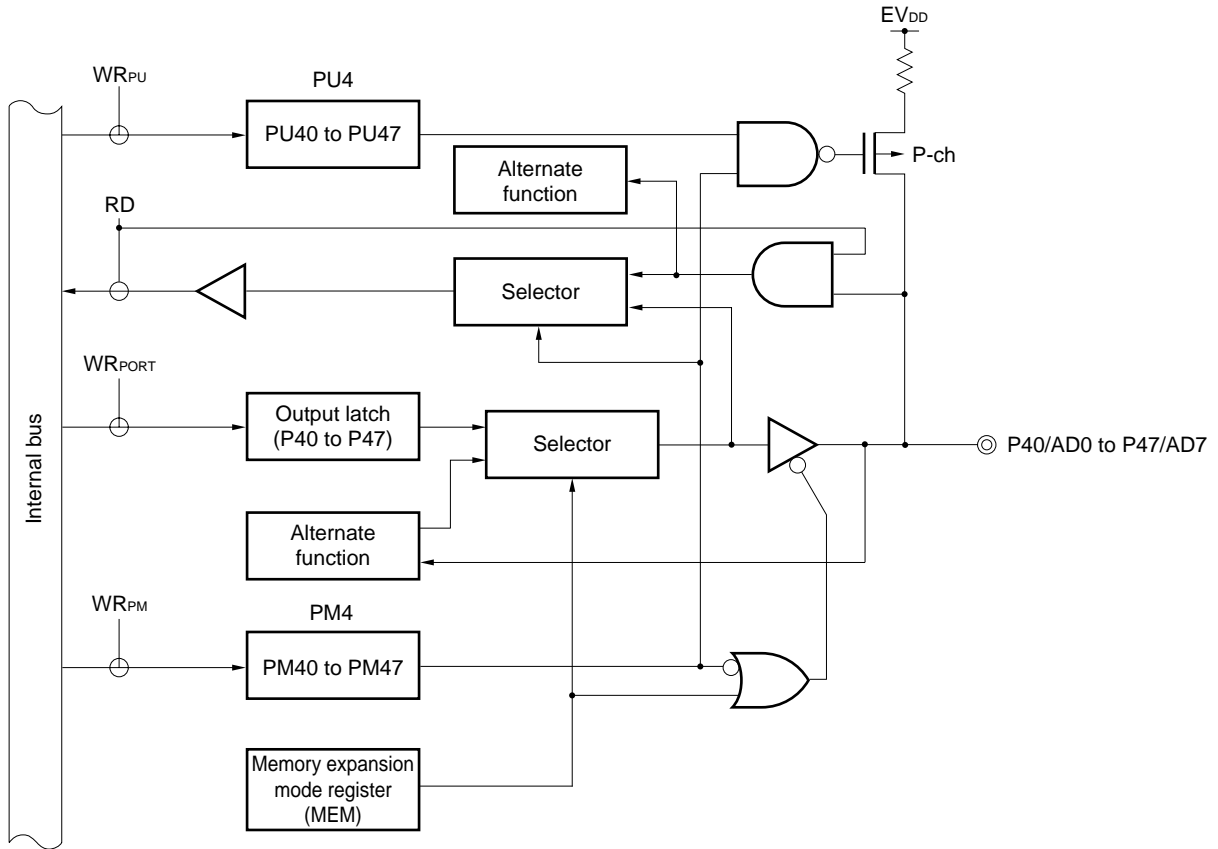 EVDD
WRPU
PU4
PU40 to PU47
P-ch
Alternate
function
RD
Selector
WRPORT
Output latch
(P40 to P47)
Selector
P40/AD0 to P47/AD7
Internal bus
Alternate
function
WRPM
PM4
PM40 to PM47
Memory expansion
mode register
(MEM)